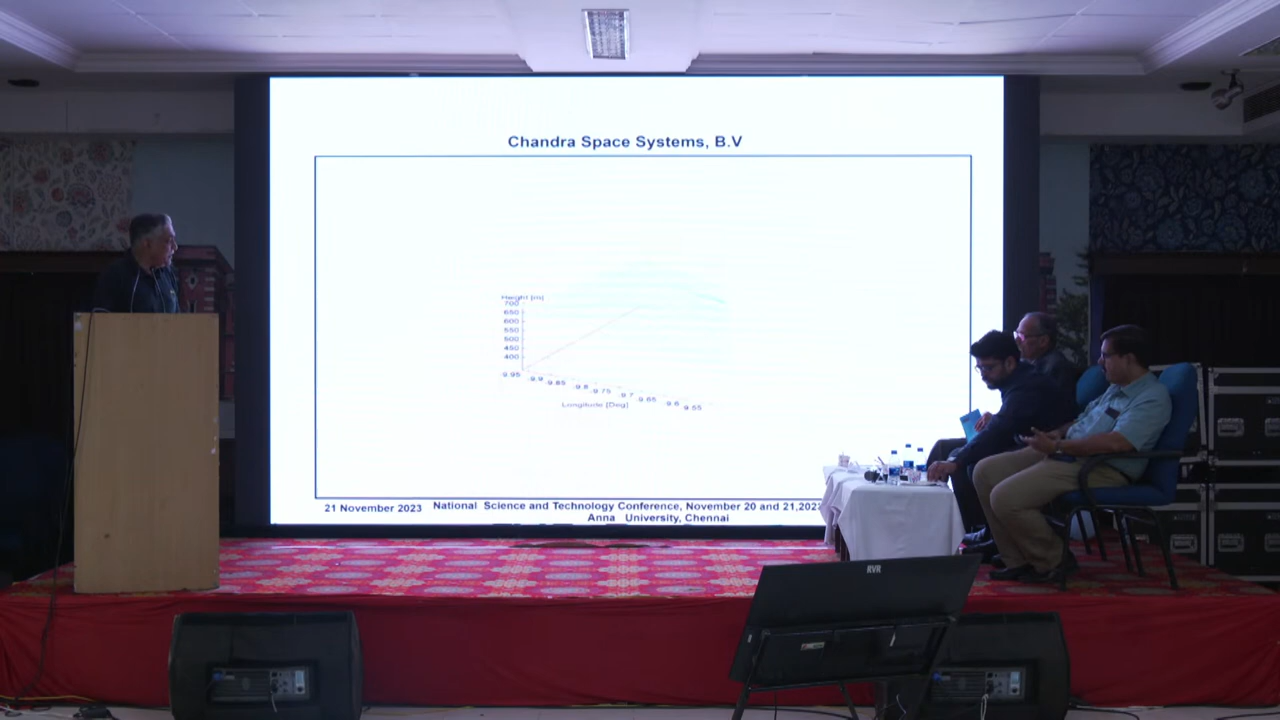 Chandra Space Systems, B.V
Height [m]
700
650
600
550
500
450
400
9.95 9.9 9.85 9.8 9.75 9.7 9.65 9.6 9.55
Longitude [Deg]
21 November 2023
National Science and Technology Conference, November 20 and 21,202
Anna University, Chennai
RVR